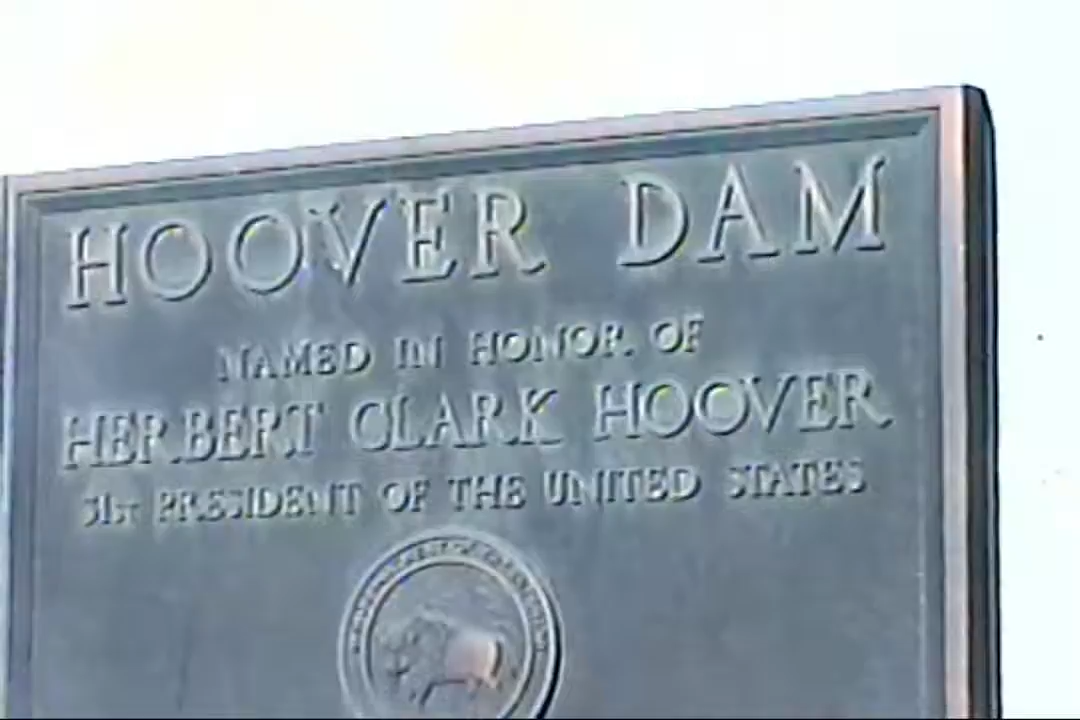 HOOVER DAM
NAMED IN HONOR OF
HERBERT CLARK HOOVER
31ST PRESIDENT OF THE UNITED STATES